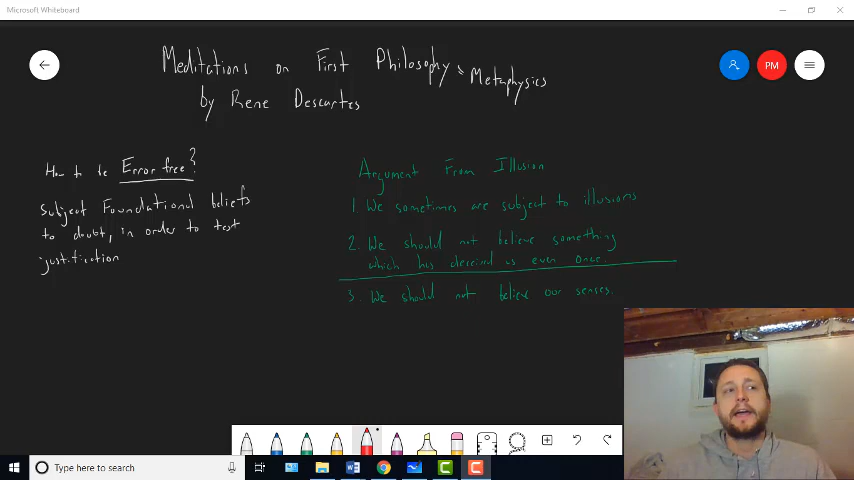 Microsoft Whiteboard
Meditations on First Philosophy : Metaphysics
by Rene Descartes
PM
How to be Error free?
Subject Foundational beliefs
to doubt, in order to test
justification
Argument From Illusion
1. We sometimes are subject to illusions
2. We should not believe something
which has deceived us even once.
3. We should not believe our senses.
Type here to search